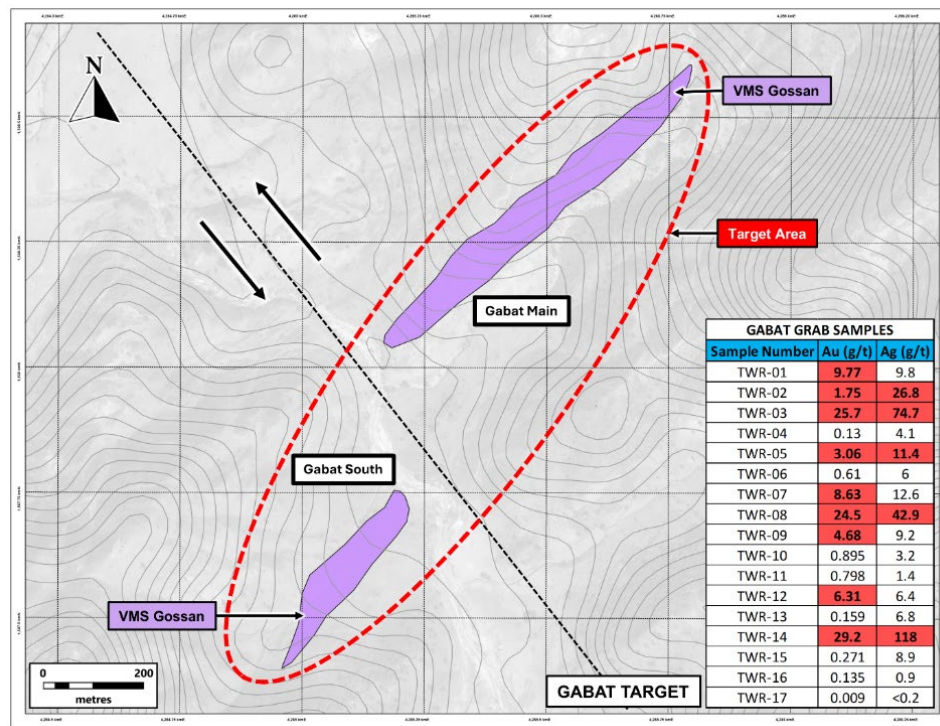 N
VMS Gossan
Target Area
Gabat Main
Gabat South
VMS Gossan
0 200
metres
GABAT TARGET
GABAT GRAB SAMPLES
Sample Number Au (g/t) Ag (g/t)
TWR-01 9.77 9.8
TWR-02 1.75 26.8
TWR-03 25.7 74.7
TWR-04 0.13 4.1
TWR-05 3.06 11.4
TWR-06 0.61 6
TWR-07 8.63 12.6
TWR-08 24.5 42.9
TWR-09 4.68 9.2
TWR-10 0.895 3.2
TWR-11 0.798 1.4
TWR-12 6.31 6.4
TWR-13 0.159 6.8
TWR-14 29.2 118
TWR-15 0.271 8.9
TWR-16 0.135 0.9
TWR-17 0.009 <0.2